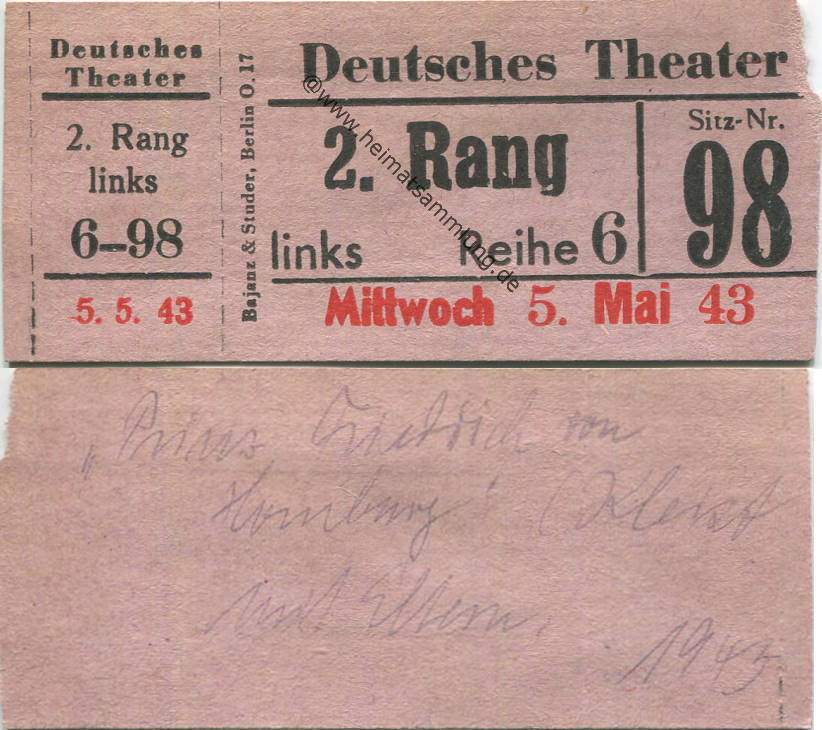 Deutsches
Theater
2. Rang
links
6-98
5. 5. 43
Bajanz & Studer, Berlin O. 17
Deutsches Theater
2. Rang
links Reihe 6
Sitz-Nr.
98
Mittwoch 5. Mai 43
@www.heimatsammlung.de
„Prinz Friedrich von
Homburg" (Kleist
mit Eltern.
1943